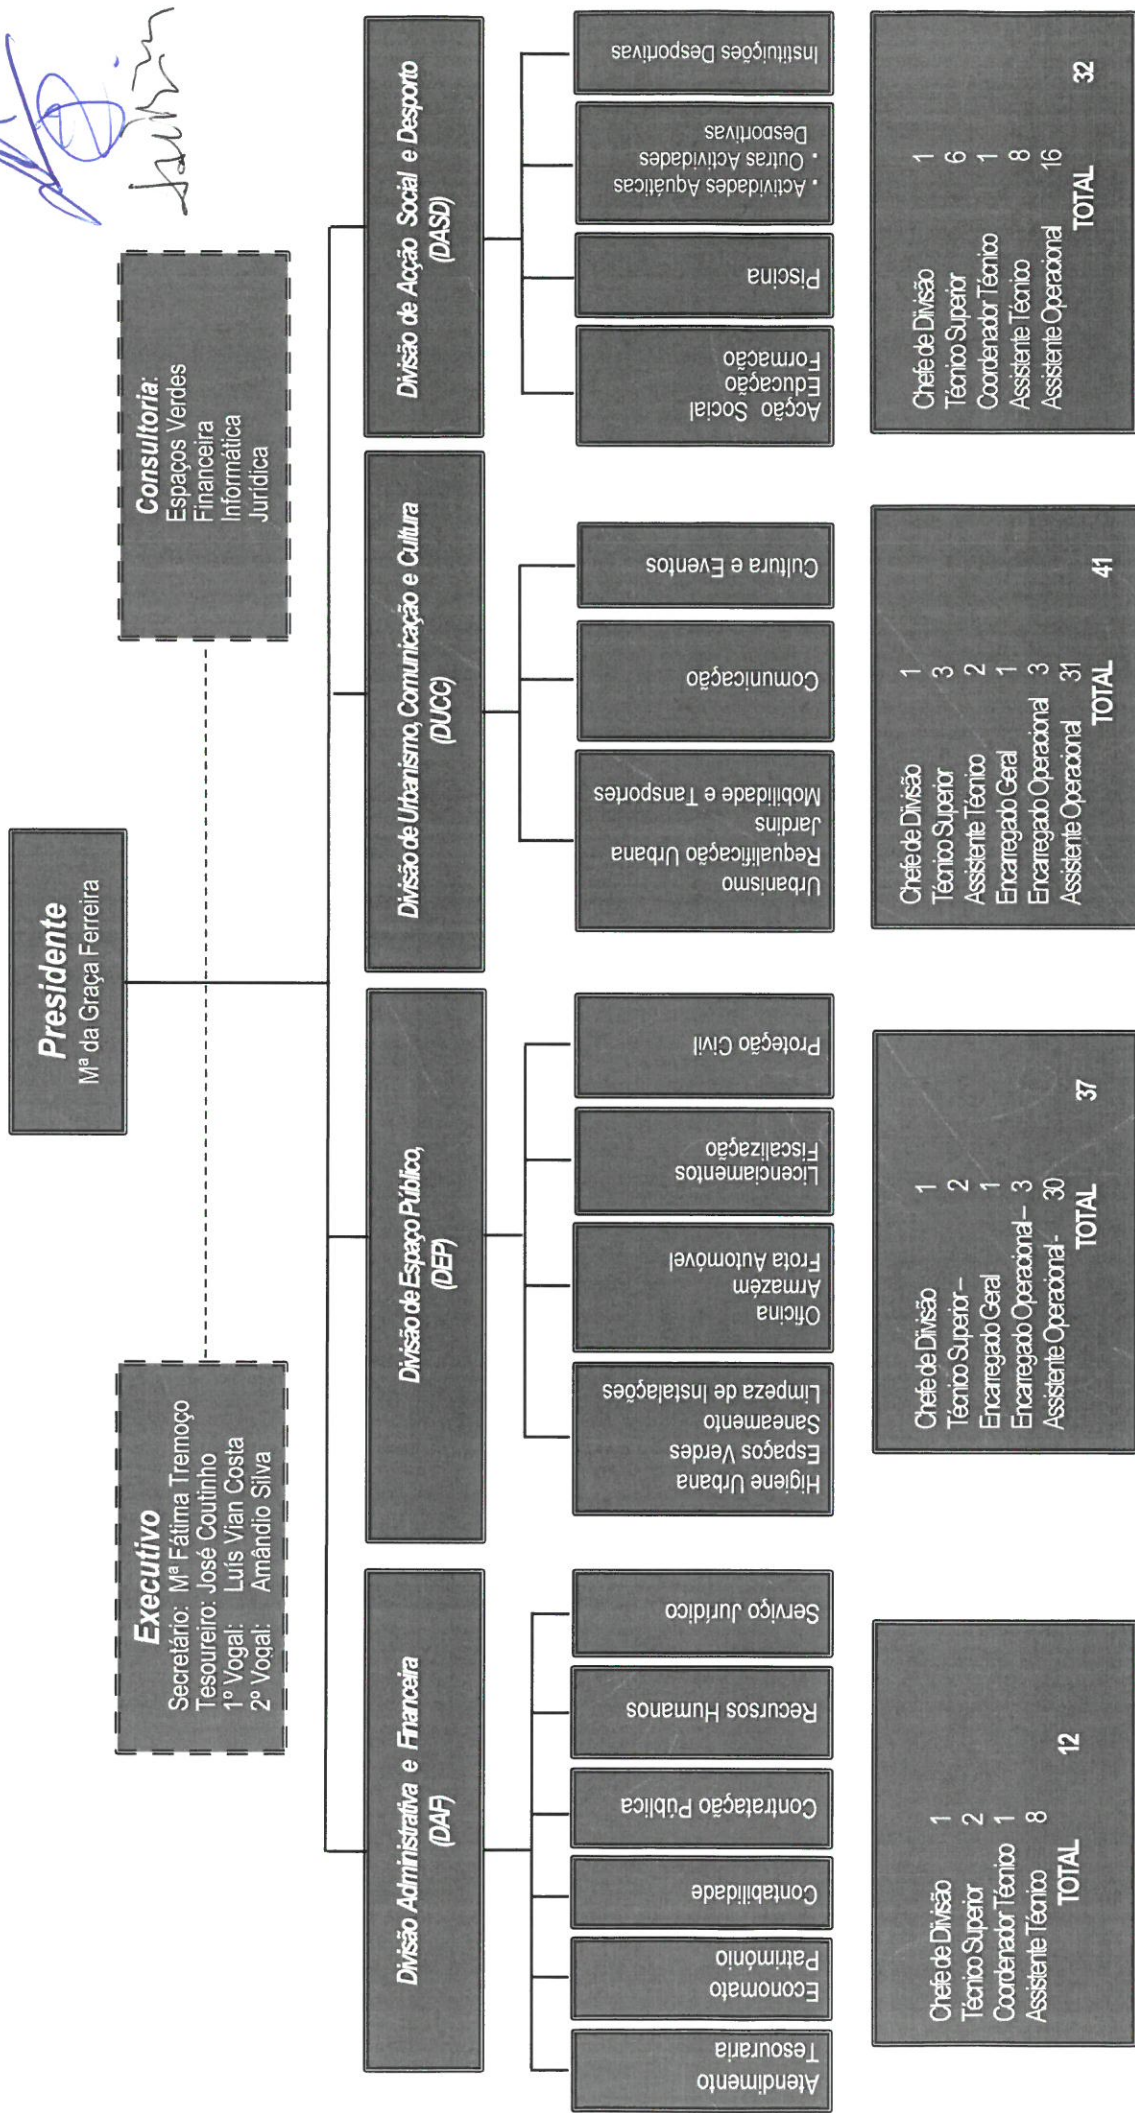 Presidente
Mª da Graça Ferreira
Executivo
Secretário: Mª Fátima Tremoço
Tesoureiro: José Coutinho
1º Vogal: Luís Vian Costa
2º Vogal: Amândio Silva
Consultoria:
Espaços Verdes
Financeira
Informática
Jurídica
Divisão Administrativa e Financeira
(DAF)
Atendimento
Tesouraria
Economato
Património
Contabilidade
Contratação Pública
Recursos Humanos
Serviço Jurídico
Chefe de Divisão 1
Técnico Superior 2
Coordenador Técnico 1
Assistente Técnico 8
TOTAL 12
Divisão de Espaço Público,
(DEP)
Higiene Urbana
Espaços Verdes
Saneamento
Limpeza de Instalações
Oficina
Armazém
Frota Automóvel
Licenciamentos
Fiscalização
Proteção Civil
Chefe de Divisão 1
Técnico Superior – 2
Encarregado Geral 1
Encarregado Operacional – 3
Assistente Operacional - 30
TOTAL 37
Divisão de Urbanismo, Comunicação e Cultura
(DUCC)
Urbanismo
Requalificação Urbana
Jardins
Mobilidade e Transportes
Comunicação
Cultura e Eventos
Chefe de Divisão 1
Técnico Superior 3
Assistente Técnico 2
Encarregado Geral 1
Encarregado Operacional 3
Assistente Operacional 31
TOTAL 41
Divisão de Acção Social e Desporto
(DASD)
Acção Social
Educação
Formação
Piscina
• Actividades Aquáticas
• Outras Actividades
Desportivas
Instituições Desportivas
Chefe de Divisão 1
Técnico Superior 6
Coordenador Técnico 1
Assistente Técnico 8
Assistente Operacional 16
TOTAL 32